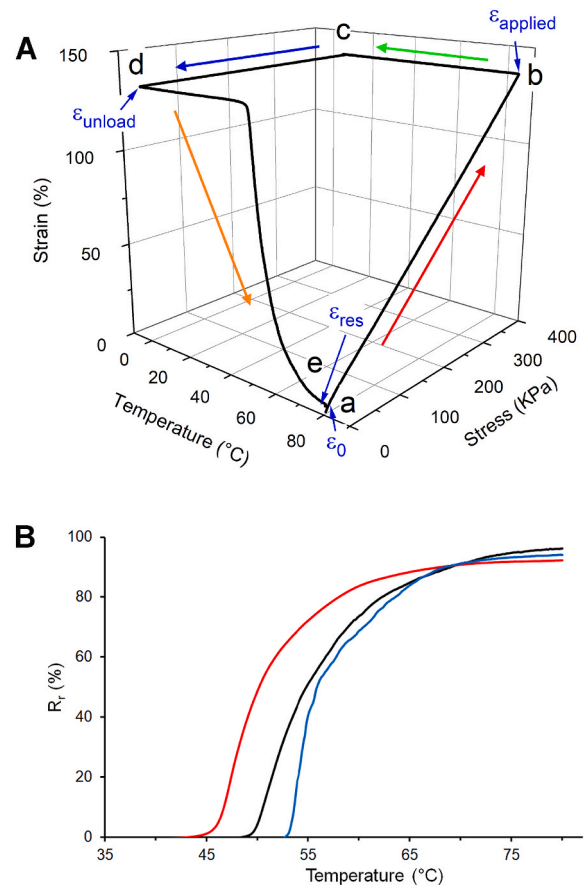 A
ε applied
c
b
d
150
ε unload
100
Strain (%)
50
ε res
e
a
0
0
20
40
60
80
Temperature (°C)
ε 0
0
100
200
300
400
Stress (KPa)
B
100
80
60
40
20
0
Rr (%)
35
45
55
65
75
Temperature (°C)